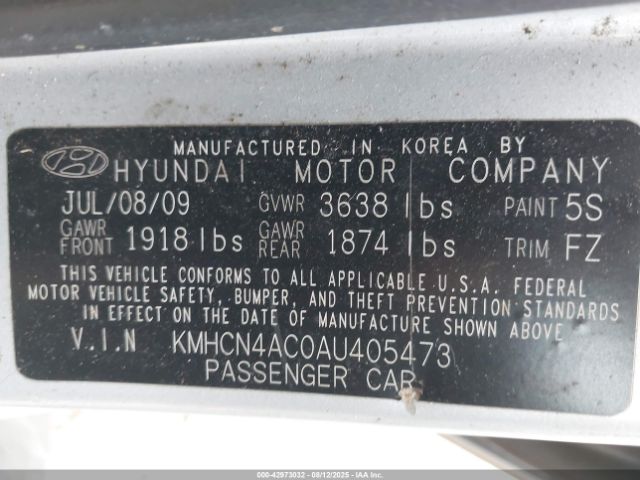 MANUFACTURED IN KOREA BY
HYUNDAI MOTOR COMPANY
JUL/08/09 GVWR 3638 lbs PAINT 5S
GAWR FRONT 1918 lbs GAWR REAR 1874 lbs TRIM FZ
THIS VEHICLE CONFORMS TO ALL APPLICABLE U.S.A. FEDERAL
MOTOR VEHICLE SAFETY, BUMPER, AND THEFT PREVENTION STANDARDS
IN EFFECT ON THE DATE OF MANUFACTURE SHOWN ABOVE
V.I.N KMHCN4AC0AU405473
PASSENGER CAR
000-42973032 - 08/12/2025 - IAAI.COM